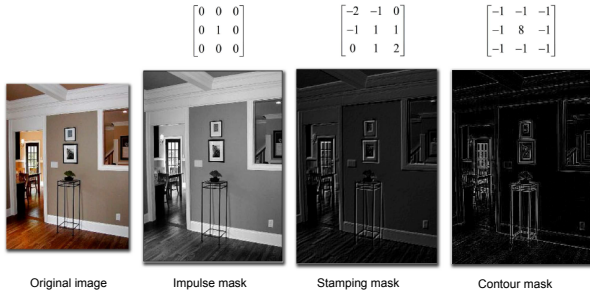 0 0 0
0 1 0
0 0 0
−2 −1 0
−1 1 1
0 1 2
−1 −1 −1
−1 8 −1
−1 −1 −1
Original image
Impulse mask
Stamping mask
Contour mask